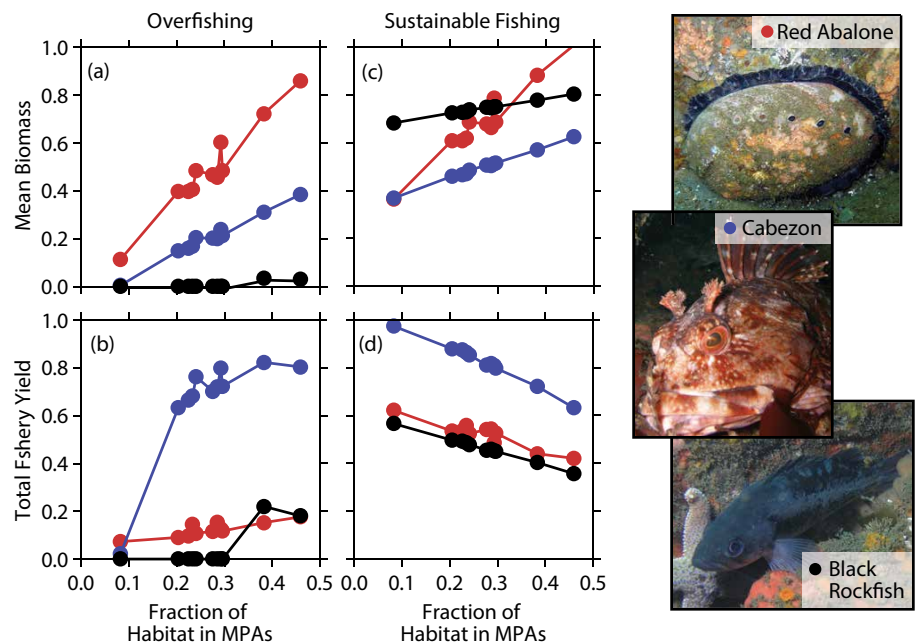 Overfishing
Sustainable Fishing
Mean Biomass
1.0
0.8
0.6
0.4
0.2
0.0
(a)
(c)
Total Fshery Yield
1.0
0.8
0.6
0.4
0.2
0.0
(b)
(d)
0.0 0.1 0.2 0.3 0.4 0.5
0.0 0.1 0.2 0.3 0.4 0.5
Fraction of
Habitat in MPAs
Fraction of
Habitat in MPAs
Red Abalone
Cabezon
Black
Rockfish